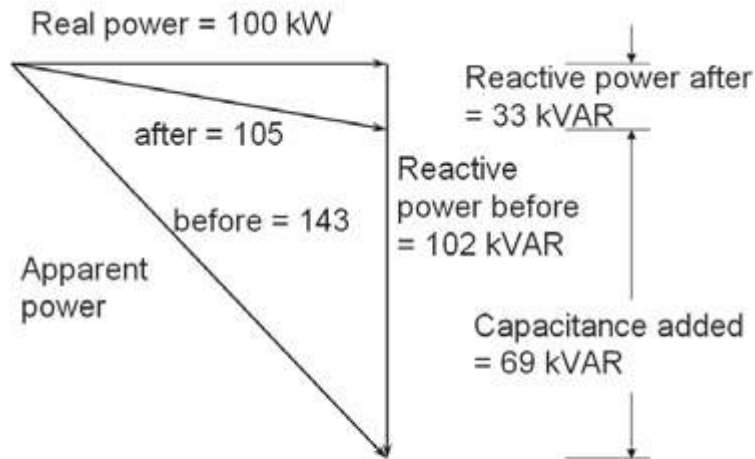 Real power = 100 kW
Reactive power after
= 33 kVAR
after = 105
Reactive
power before
= 102 kVAR
before = 143
Apparent
power
Capacitance added
= 69 kVAR